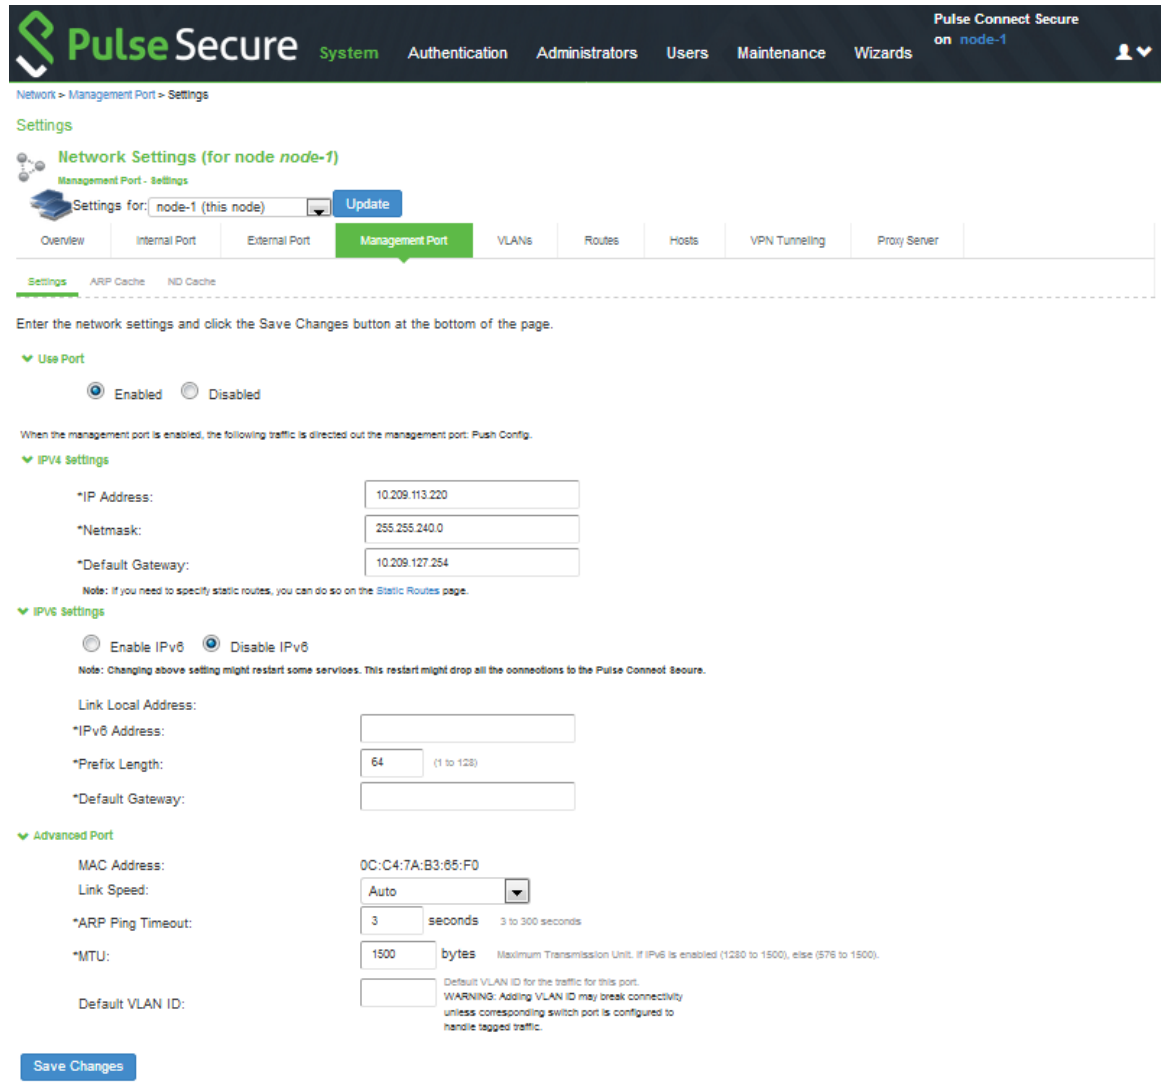 Pulse Secure System Authentication Administrators Users Maintenance Wizards
Pulse Connect Secure
on node-1
Network > Management Port > Settings
Settings
Network Settings (for node node-1)
Management Port - Settings
Settings for: node-1 (this node) Update
Overview Internal Port External Port Management Port VLANs Routes Hosts VPN Tunneling Proxy Server
Settings ARP Cache ND Cache
Enter the network settings and click the Save Changes button at the bottom of the page.
Use Port
Enabled Disabled
When the management port is enabled, the following traffic is directed out the management port: Push Config.
IPV4 Settings
*IP Address: 10.209.113.220
*Netmask: 255.255.240.0
*Default Gateway: 10.209.127.254
Note: If you need to specify static routes, you can do so on the Static Routes page.
IPV6 Settings
Enable IPv6 Disable IPv6
Note: Changing above setting might restart some services. This restart might drop all the connections to the Pulse Connect Secure.
Link Local Address:
*IPv6 Address:
*Prefix Length: 64 (1 to 128)
*Default Gateway:
Advanced Port
MAC Address: 0C:C4:7A:B3:65:F0
Link Speed: Auto
*ARP Ping Timeout: 3 seconds 3 to 300 seconds
*MTU: 1500 bytes Maximum Transmission Unit. If IPv6 is enabled (1280 to 1500), else (576 to 1500).
Default VLAN ID:
Default VLAN ID for the traffic for this port.
WARNING: Adding VLAN ID may break connectivity
unless corresponding switch port is configured to
handle tagged traffic.
Save Changes